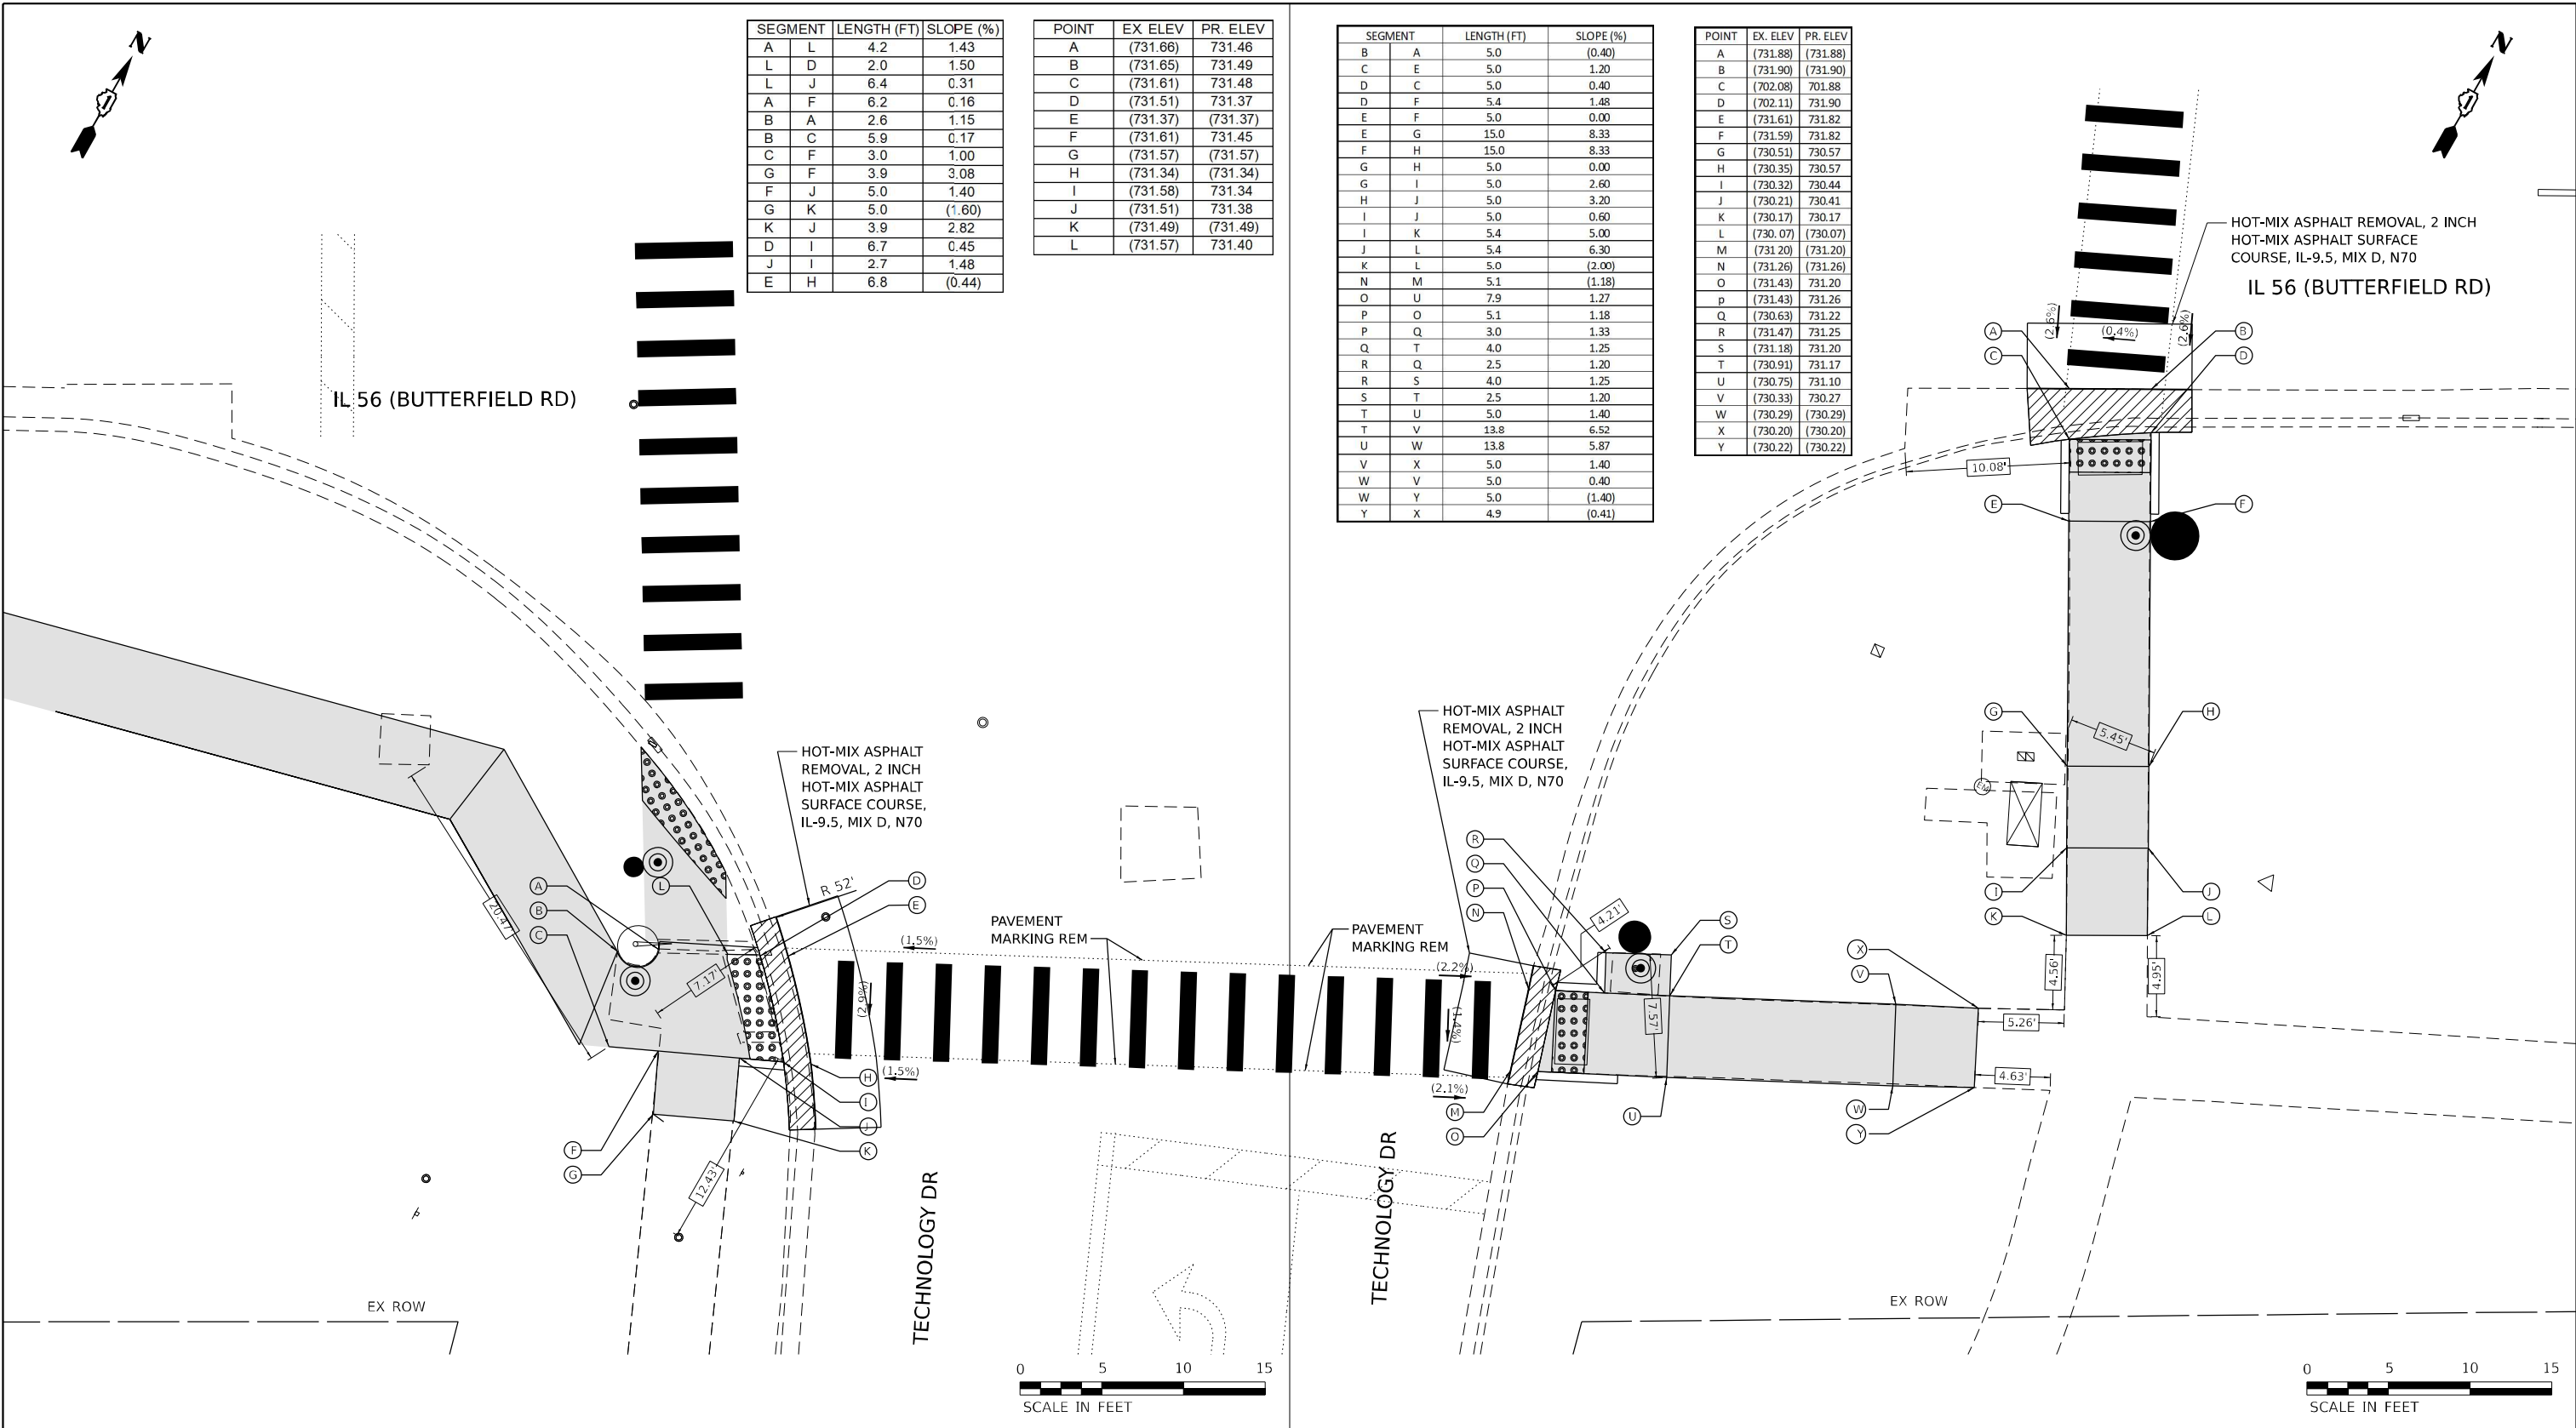 N
SEGMENT LENGTH (FT) SLOPE (%)
A L 4.2 1.43
L D 2.0 1.50
L J 6.4 0.31
A F 6.2 0.16
B A 2.6 1.15
B C 5.9 0.17
C F 3.0 1.00
G F 3.9 3.08
F J 5.0 1.40
G K 5.0 (1.60)
K J 3.9 2.82
D I 6.7 0.45
J I 2.7 1.48
E H 6.8 (0.44)
POINT EX. ELEV PR. ELEV
A (731.66) 731.46
B (731.65) 731.49
C (731.61) 731.48
D (731.51) 731.37
E (731.37) (731.37)
F (731.61) 731.45
G (731.57) (731.57)
H (731.34) (731.34)
I (731.58) 731.34
J (731.51) 731.38
K (731.49) (731.49)
L (731.57) 731.40
IL 56 (BUTTERFIELD RD)
HOT-MIX ASPHALT
REMOVAL, 2 INCH
HOT-MIX ASPHALT
SURFACE COURSE,
IL-9.5, MIX D, N70
R 52'
A
B
C
L
D
E
20.47
7.17'
(1.5%)
(2.9%)
PAVEMENT
MARKING REM
H
(1.5%)
I
J
K
F
G
12.43'
TECHNOLOGY DR
EX ROW
0 5 10 15
SCALE IN FEET
SEGMENT LENGTH (FT) SLOPE (%)
B A 5.0 (0.40)
C E 5.0 1.20
D C 5.0 0.40
D F 5.4 1.48
E F 5.0 0.00
E G 15.0 8.33
F H 15.0 8.33
G H 5.0 0.00
G I 5.0 2.60
H J 5.0 3.20
I J 5.0 0.60
I K 5.4 5.00
J L 5.4 6.30
K L 5.0 (2.00)
N M 5.1 (1.18)
O U 7.9 1.27
P O 5.1 1.18
P Q 3.0 1.33
Q T 4.0 1.25
R Q 2.5 1.20
R S 4.0 1.25
S T 2.5 1.20
T U 5.0 1.40
T V 13.8 6.52
U W 13.8 5.87
V X 5.0 1.40
W V 5.0 0.40
W Y 5.0 (1.40)
Y X 4.9 (0.41)
POINT EX. ELEV PR. ELEV
A (731.88) (731.88)
B (731.90) (731.90)
C (702.08) 701.88
D (702.11) 731.90
E (731.61) 731.82
F (731.59) 731.82
G (730.51) 730.57
H (730.35) 730.57
I (730.32) 730.44
J (730.21) 730.41
K (730.17) 730.17
L (730. 07) (730.07)
M (731 20) (731.20)
N (731.26) (731.26)
O (731.43) 731.20
p (731.43) 731.26
Q (730.63) 731.22
R (731.47) 731.25
S (731.18) 731.20
T (730.91) 731.17
U (730.75) 731.10
V (730.33) 730.27
W (730.29) (730.29)
X (730.20) (730.20)
Y (730.22) (730.22)
N
HOT-MIX ASPHALT REMOVAL, 2 INCH
HOT-MIX ASPHALT SURFACE
COURSE, IL-9.5, MIX D, N70
IL 56 (BUTTERFIELD RD)
(2.6%)
(0.4%)
(2.6%)
A
B
C
D
10.08'
E
F
G
H
5.45'
EM
I
J
K
L
4.56'
4.95'
HOT-MIX ASPHALT
REMOVAL, 2 INCH
HOT-MIX ASPHALT
SURFACE COURSE,
IL-9.5, MIX D, N70
R
Q
P
N
4.21'
S
T
PAVEMENT
MARKING REM
(2.2%)
(1.4%)
(2.1%)
7.57'
X
V
5.26'
4.63'
M
O
U
W
Y
TECHNOLOGY DR
EX ROW
0 5 10 15
SCALE IN FEET